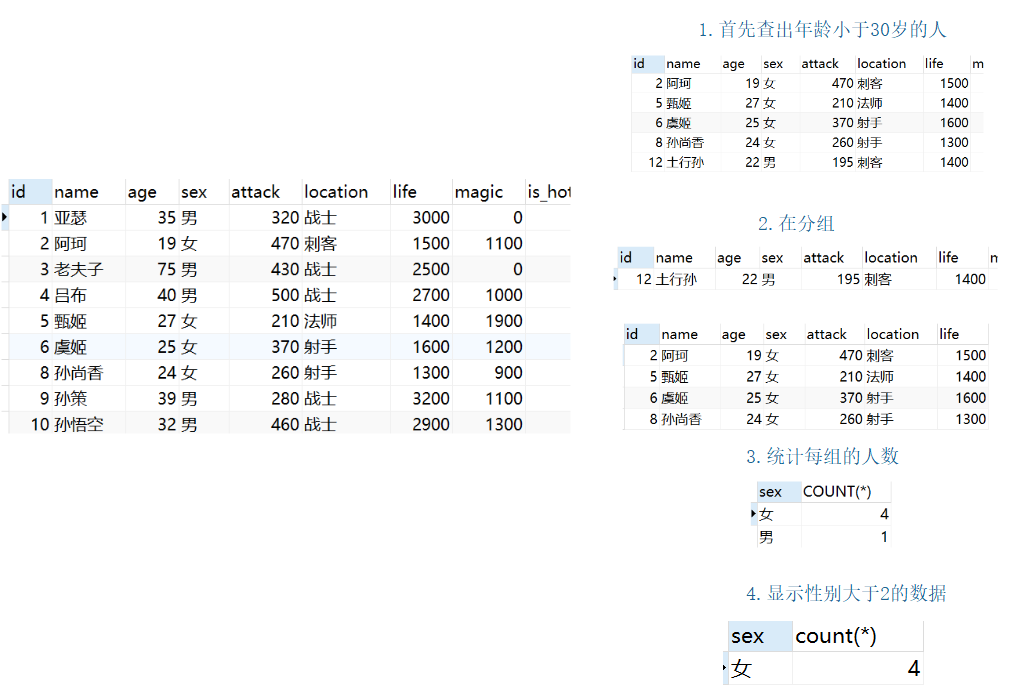 id name age sex attack location life magic is_hot
1 亚瑟 35 男 320 战士 3000 0
2 阿珂 19 女 470 刺客 1500 1100
3 老夫子 75 男 430 战士 2500 0
4 吕布 40 男 500 战士 2700 1000
5 甄姬 27 女 210 法师 1400 1900
6 虞姬 25 女 370 射手 1600 1200
8 孙尚香 24 女 260 射手 1300 900
9 孙策 39 男 280 战士 3200 1100
10 孙悟空 32 男 460 战士 2900 1300
1. 首先查出年龄小于30岁的人
id name age sex attack location life m
2 阿珂 19 女 470 刺客 1500
5 甄姬 27 女 210 法师 1400
6 虞姬 25 女 370 射手 1600
8 孙尚香 24 女 260 射手 1300
12 土行孙 22 男 195 刺客 1400
2. 在分组
id name age sex attack location life
12 土行孙 22 男 195 刺客 1400
id name age sex attack location life
2 阿珂 19 女 470 刺客 1500
5 甄姬 27 女 210 法师 1400
6 虞姬 25 女 370 射手 1600
8 孙尚香 24 女 260 射手 1300
3. 统计每组的人数
sex COUNT(*)
女 4
男 1
4. 显示性别大于2的数据
sex count(*)
女 4